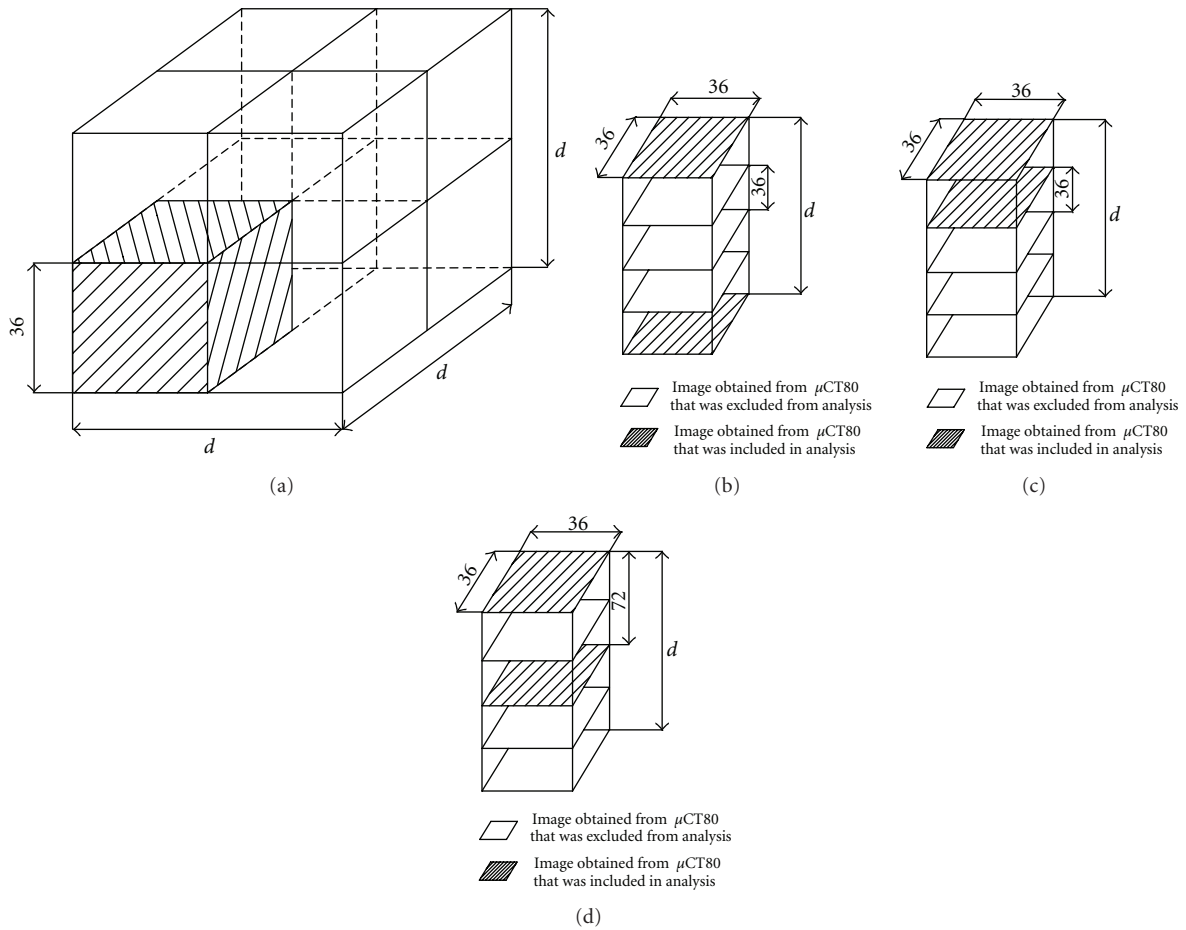 d
36
d
d
(a)
36
36
36
d
Image obtained from μCT80
that was excluded from analysis
Image obtained from μCT80
that was included in analysis
(b)
36
36
36
d
Image obtained from μCT80
that was excluded from analysis
Image obtained from μCT80
that was included in analysis
(c)
36
36
72
d
Image obtained from μCT80
that was excluded from analysis
Image obtained from μCT80
that was included in analysis
(d)